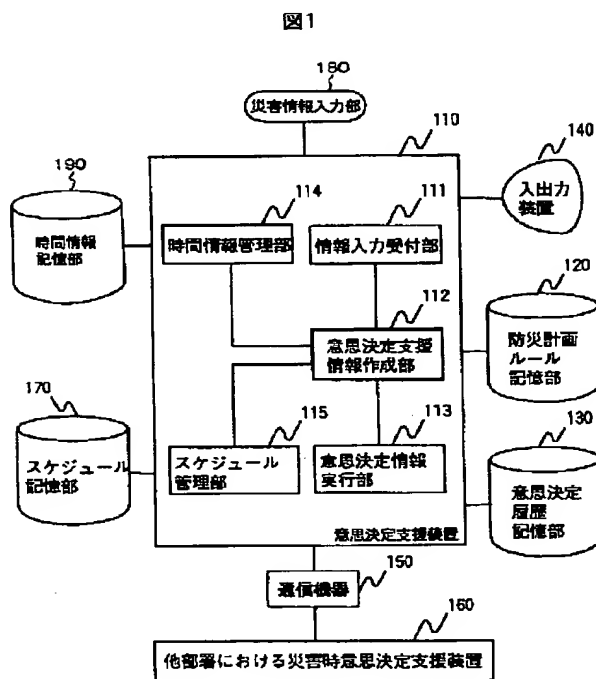 図1
180
災害情報入力部
110
140
入出力
装置
190
時間情報
記憶部
114
時間情報管理部
111
情報入力受付部
112
意思決定支援
情報作成部
120
防災計画
ルール
記憶部
170
スケジュール
記憶部
115
スケジュール
管理部
113
意思決定情報
実行部
130
意思決定
履歴
記憶部
意思決定支援装置
150
通信機器
160
他部署における災害時意思決定支援装置